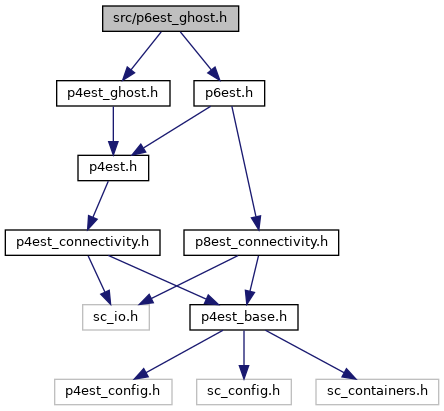 src/p6est_ghost.h
p4est_ghost.h
p6est.h
p4est.h
p4est_connectivity.h
p8est_connectivity.h
sc_io.h
p4est_base.h
p4est_config.h
sc_config.h
sc_containers.h